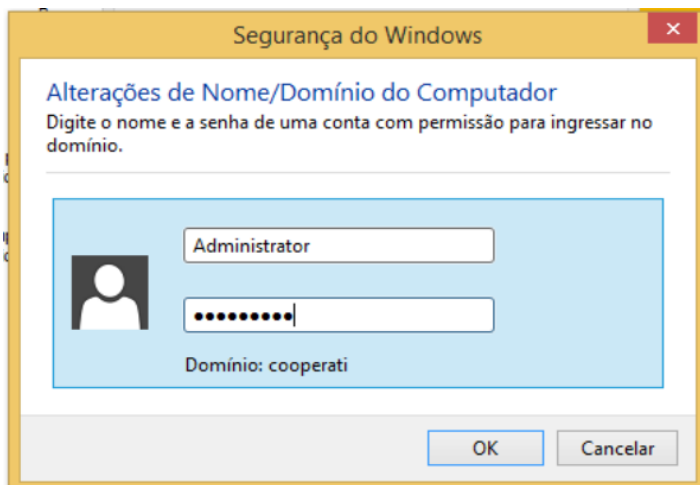 Segurança do Windows
Alterações de Nome/Domínio do Computador
Digite o nome e a senha de uma conta com permissão para ingressar no
domínio.
Administrator
●●●●●●●●●
Domínio: cooperati
OK
Cancelar